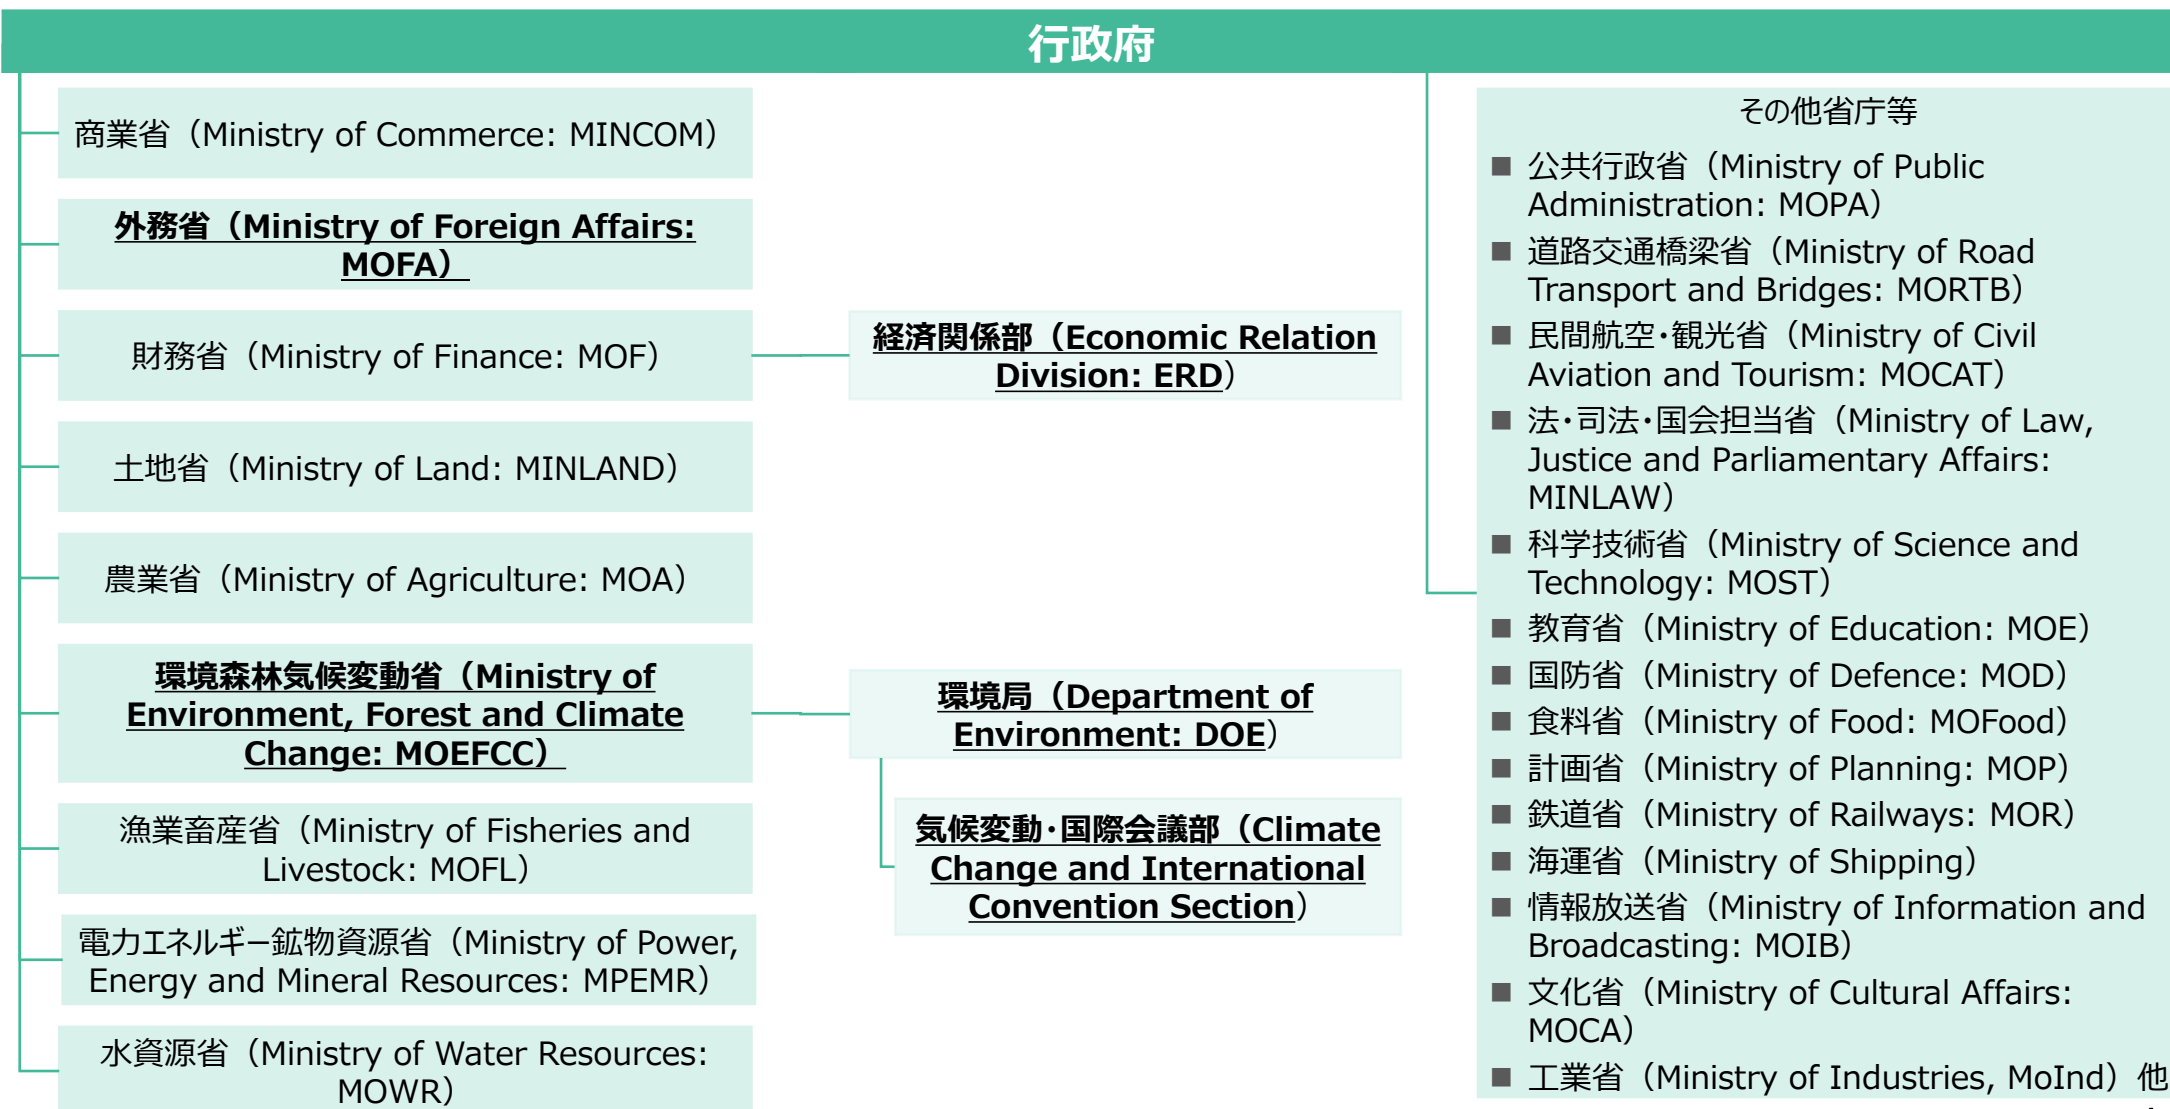 行政府
商業省（Ministry of Commerce: MINCOM）
外務省（Ministry of Foreign Affairs:
MOFA）
財務省（Ministry of Finance: MOF）
経済関係部（Economic Relation
Division: ERD）
土地省（Ministry of Land: MINLAND）
農業省（Ministry of Agriculture: MOA）
環境森林気候変動省（Ministry of
Environment, Forest and Climate
Change: MOEFCC）
環境局（Department of
Environment: DOE）
気候変動･国際会議部（Climate
Change and International
Convention Section）
漁業畜産省（Ministry of Fisheries and
Livestock: MOFL）
電力エネルギー鉱物資源省（Ministry of Power,
Energy and Mineral Resources: MPEMR）
水資源省（Ministry of Water Resources:
MOWR）
その他省庁等
■ 公共行政省（Ministry of Public
Administration: MOPA）
■ 道路交通橋梁省（Ministry of Road
Transport and Bridges: MORTB）
■ 民間航空･観光省（Ministry of Civil
Aviation and Tourism: MOCAT）
■ 法･司法･国会担当省（Ministry of Law,
Justice and Parliamentary Affairs:
MINLAW）
■ 科学技術省（Ministry of Science and
Technology: MOST）
■ 教育省（Ministry of Education: MOE）
■ 国防省（Ministry of Defence: MOD）
■ 食料省（Ministry of Food: MOFood）
■ 計画省（Ministry of Planning: MOP）
■ 鉄道省（Ministry of Railways: MOR）
■ 海運省（Ministry of Shipping）
■ 情報放送省（Ministry of Information and
Broadcasting: MOIB）
■ 文化省（Ministry of Cultural Affairs:
MOCA）
■ 工業省（Ministry of Industries, MoInd）他